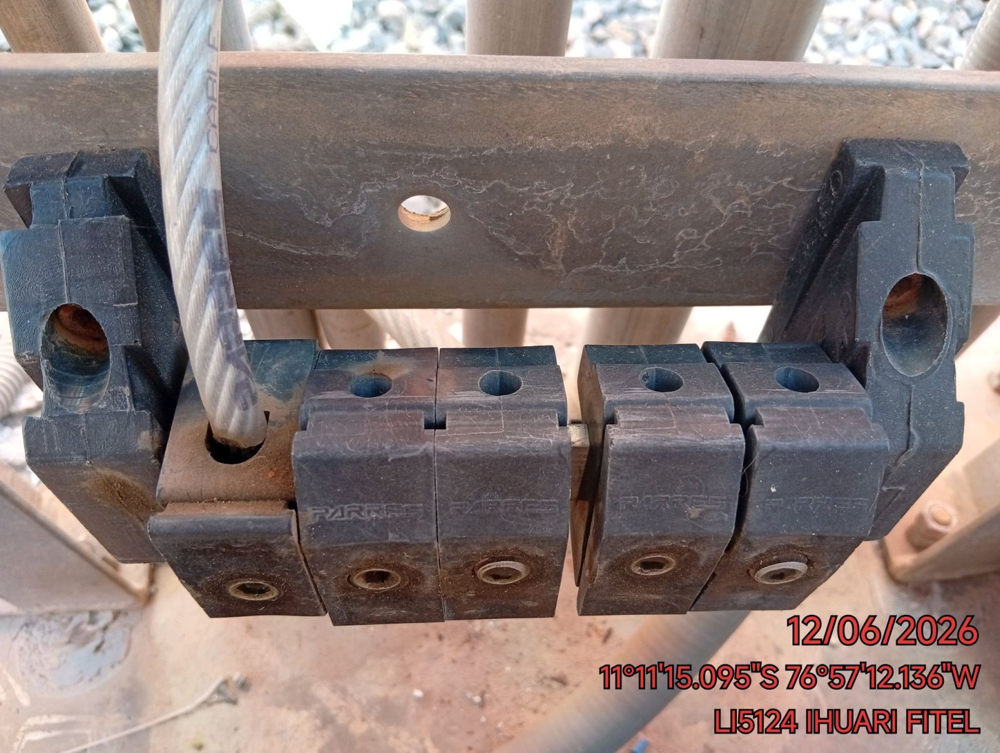 CABLE
PARRES PARRES PARRES PARRES
12/06/2026
11°11'15.095"S 76°57'12.136"W
LI5124 IHUARI FITEL